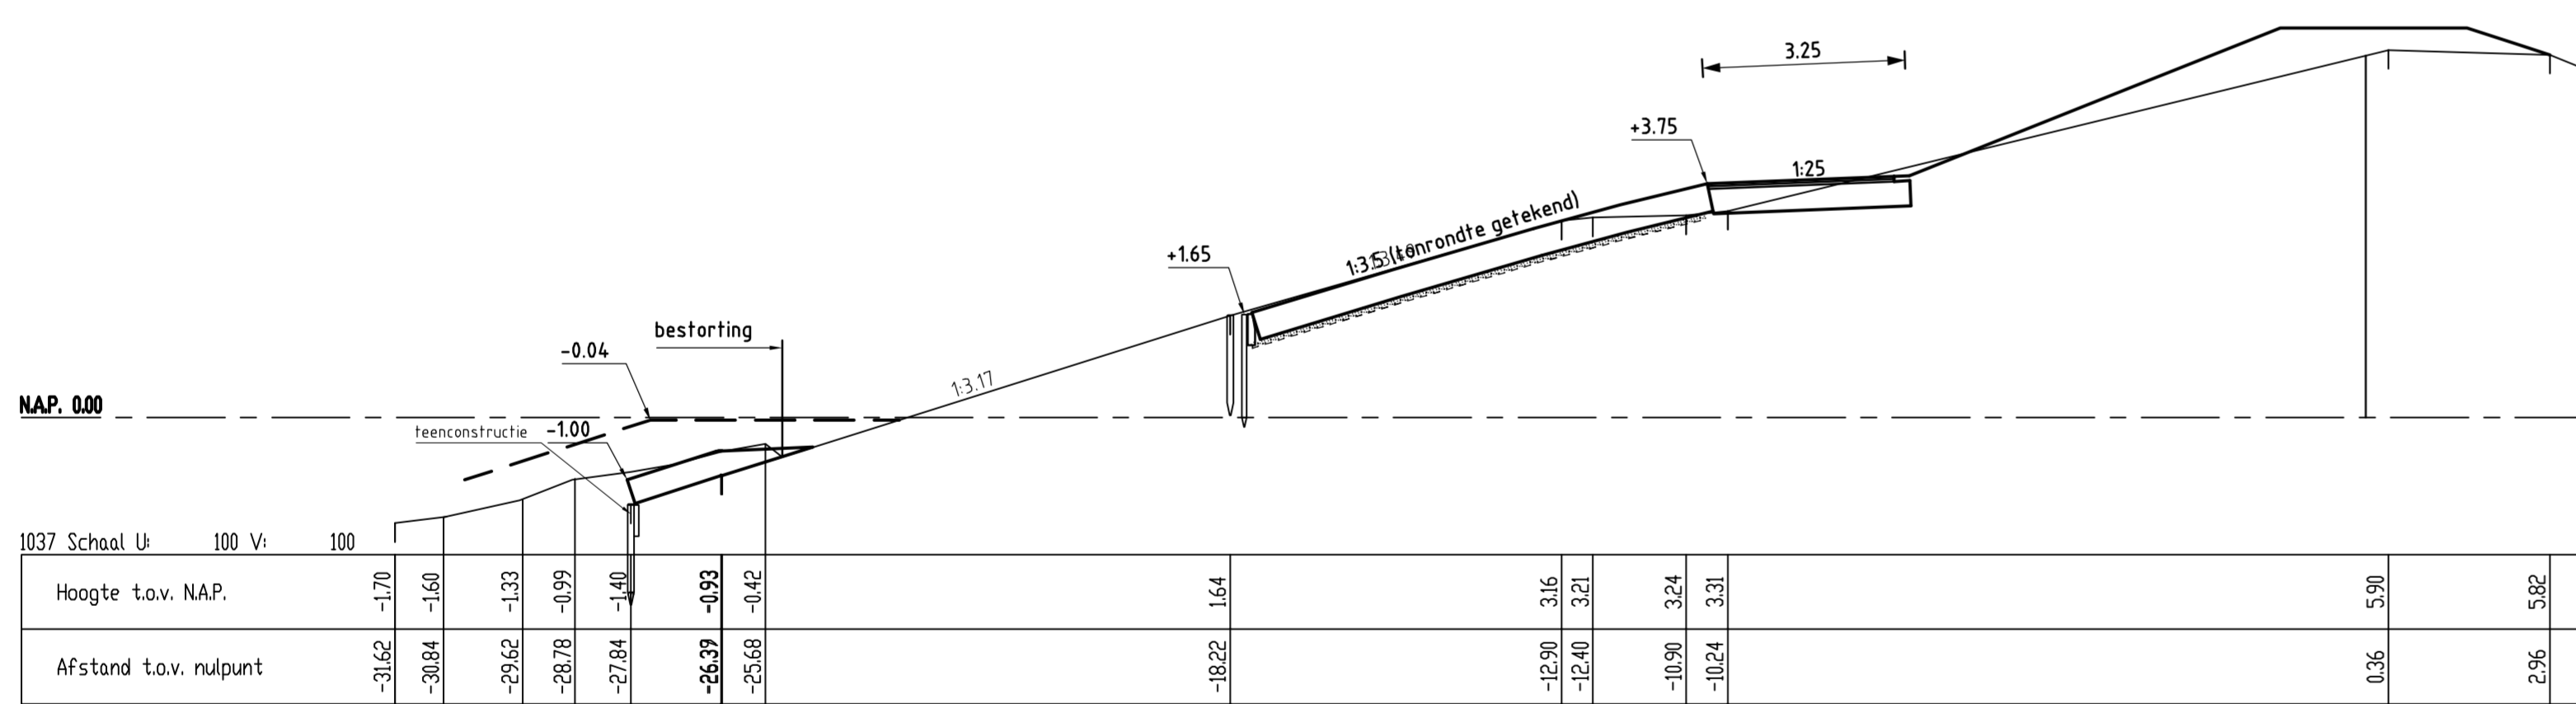 3.25
+3.75
1:25
1:3.5 (tonrondte getekend)
+1.65
bestorting
-0.04
1:3.17
N.A.P. 0.00
teenconstructie
-1.00
1037 Schaal U: 100 V: 100
Hoogte t.o.v. N.A.P. -1.70 -1.60 -1.33 -0.99 -1.40 -0.93 -0.42 1.64 3.16 3.21 3.24 3.31 5.90 5.82
Afstand t.o.v. nulpunt -31.62 -30.84 -29.62 -28.78 -27.84 -26.39 -25.68 -18.22 -12.90 -12.40 -10.90 -10.24 0.36 2.96